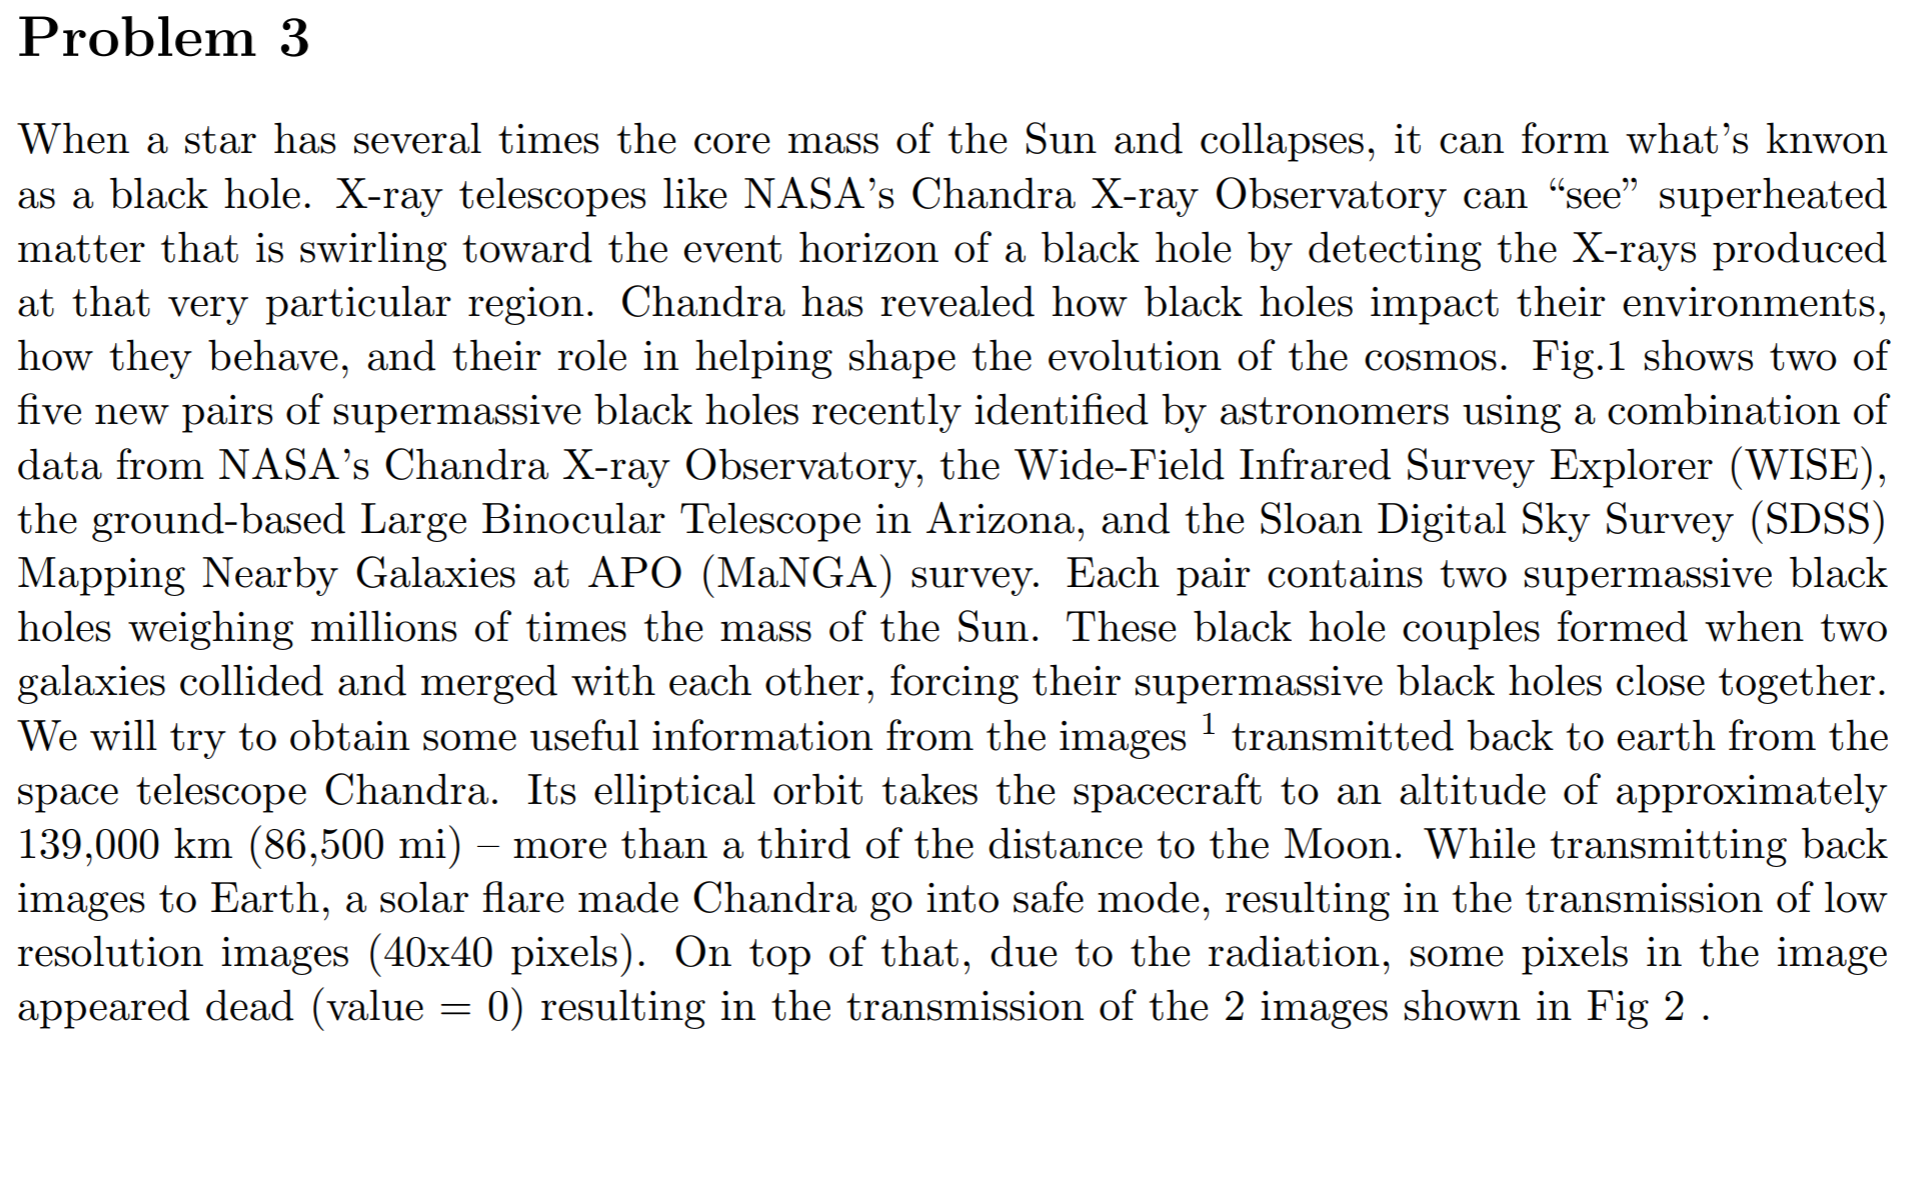 Problem 3
When a star has several times the core mass of the Sun and collapses, it can form what's knwon
as a black hole. X-ray telescopes like NASA's Chandra X-ray Observatory can “see” superheated
matter that is swirling toward the event horizon of a black hole by detecting the X-rays produced
at that very particular region. Chandra has revealed how black holes impact their environments,
how they behave, and their role in helping shape the evolution of the cosmos. Fig.1 shows two of
five new pairs of supermassive black holes recently identified by astronomers using a combination of
data from NASA's Chandra X-ray Observatory, the Wide-Field Infrared Survey Explorer (WISE),
the ground-based Large Binocular Telescope in Arizona, and the Sloan Digital Sky Survey (SDSS)
Mapping Nearby Galaxies at APO (MaNGA) survey. Each pair contains two supermassive black
holes weighing millions of times the mass of the Sun. These black hole couples formed when two
galaxies collided and merged with each other, forcing their supermassive black holes close together.
We will try to obtain some useful information from the images ¹ transmitted back to earth from the
space telescope Chandra. Its elliptical orbit takes the spacecraft to an altitude of approximately
139,000 km (86,500 mi) – more than a third of the distance to the Moon. While transmitting back
images to Earth, a solar flare made Chandra go into safe mode, resulting in the transmission of low
resolution images (40x40 pixels). On top of that, due to the radiation, some pixels in the image
appeared dead (value = 0) resulting in the transmission of the 2 images shown in Fig 2 .